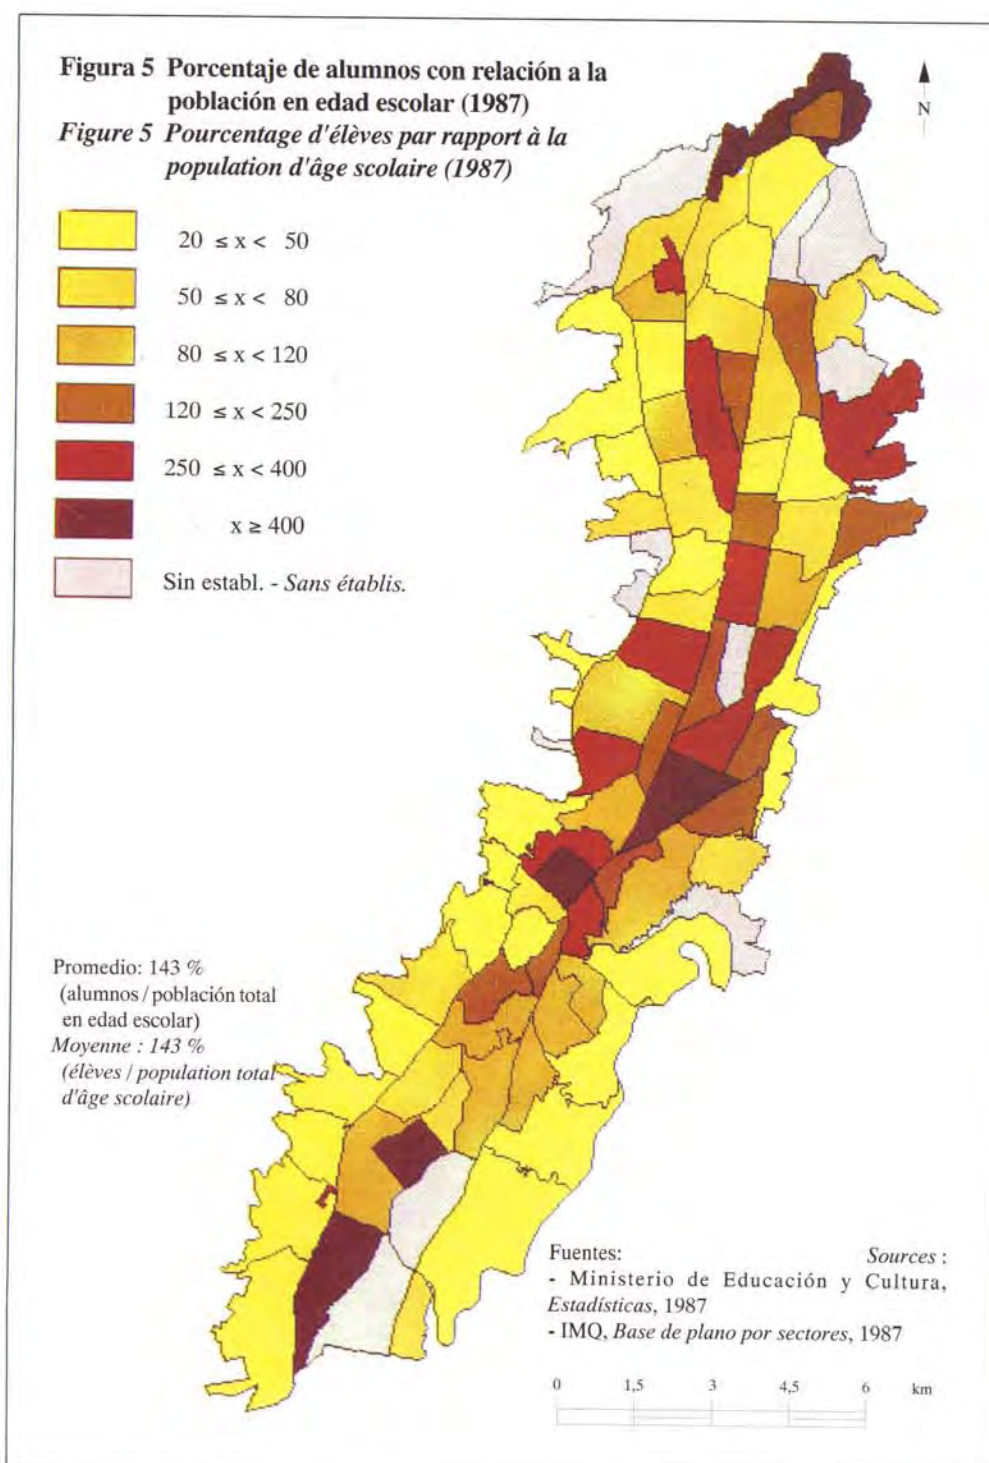 Figura 5 Porcentaje de alumnos con relación a la
población en edad escolar (1987)
Figure 5 Pourcentage d'élèves par rapport à la
population d'âge scolaire (1987)
N
20 ≤ x < 50
50 ≤ x < 80
80 ≤ x < 120
120 ≤ x < 250
250 ≤ x < 400
x ≥ 400
Sin establ. - Sans établis.
Promedio: 143 %
(alumnos / población total
en edad escolar)
Moyenne : 143 %
(élèves / population total
d'âge scolaire)
Fuentes: Sources :
- Ministerio de Educación y Cultura,
Estadísticas, 1987
- IMQ, Base de plano por sectores, 1987
0 1,5 3 4,5 6 km